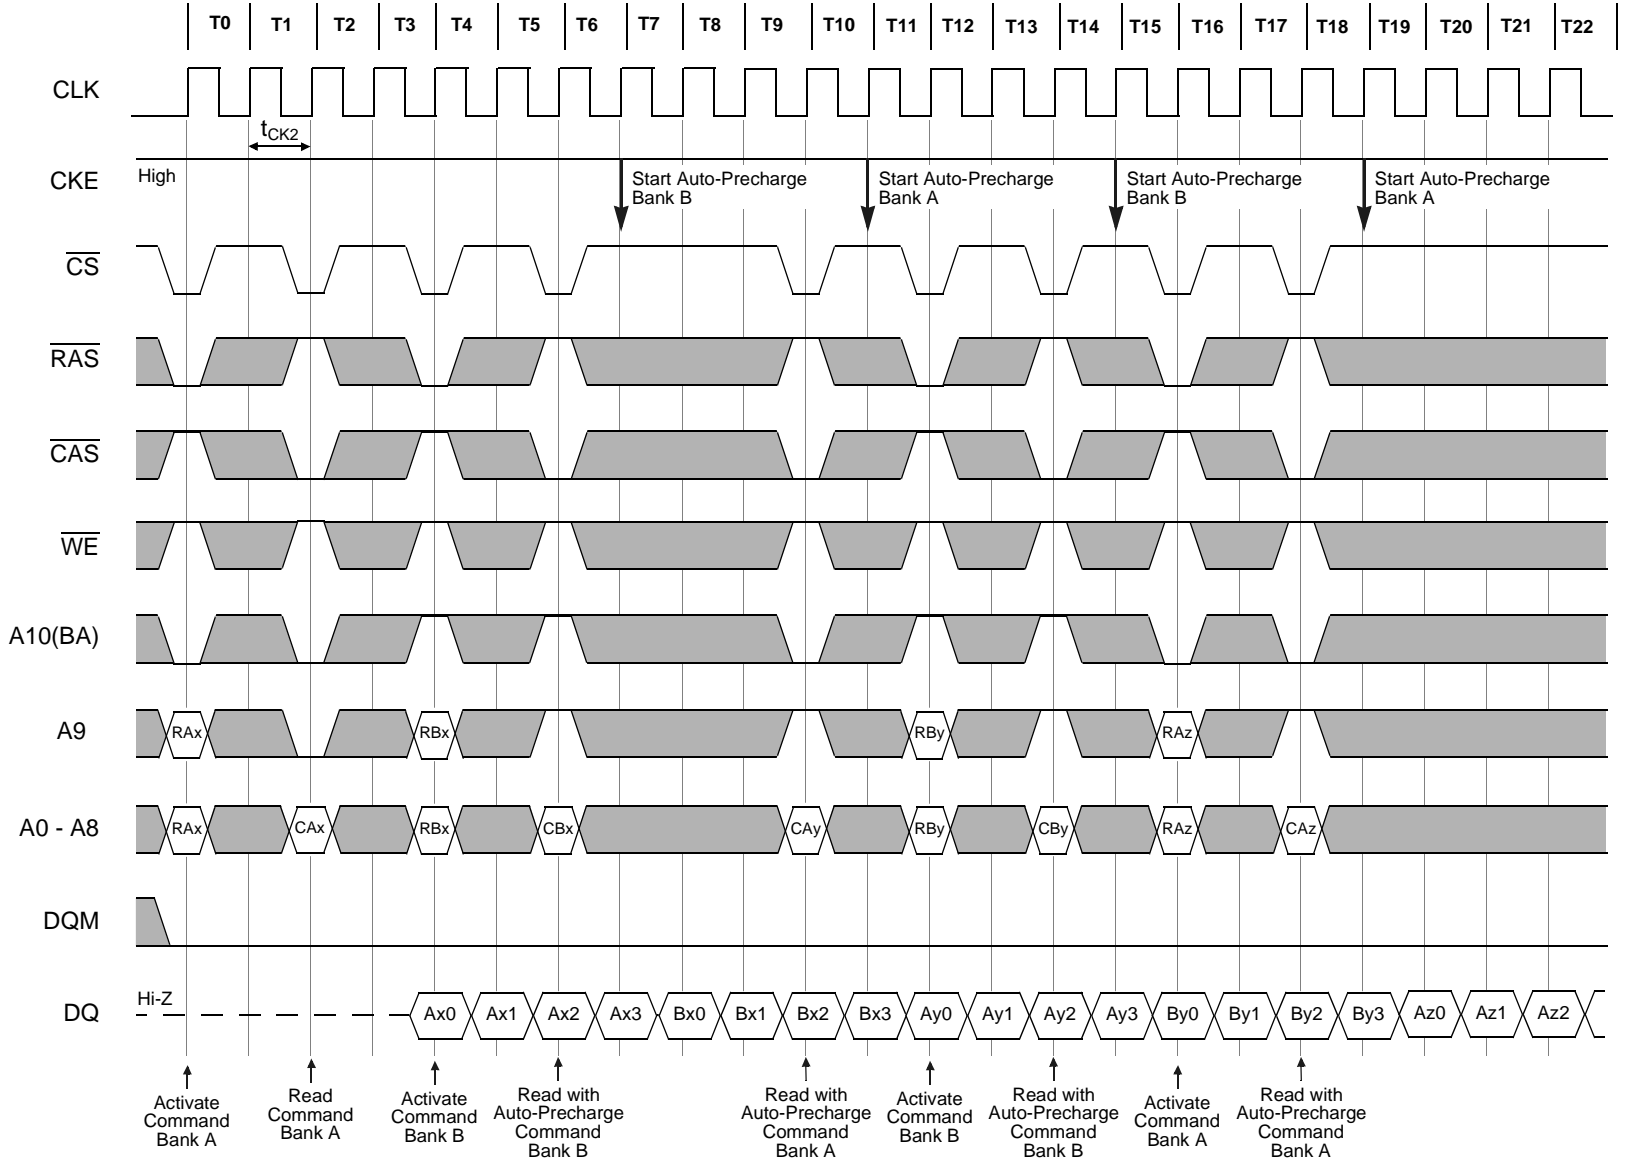 T0 T1 T2 T3 T4 T5 T6 T7 T8 T9 T10 T11 T12 T13 T14 T15 T16 T17 T18 T19 T20 T21 T22
CLK
tCK2
CKE
High
Start Auto-Precharge
Bank B
Start Auto-Precharge
Bank A
Start Auto-Precharge
Bank B
Start Auto-Precharge
Bank A
CS
RAS
CAS
WE
A10(BA)
A9
RAx RBx RBy RAz
A0 - A8
RAx CAx RBx CBx CAy RBy CBy RAz CAz
DQM
DQ
Hi-Z
Ax0 Ax1 Ax2 Ax3 Bx0 Bx1 Bx2 Bx3 Ay0 Ay1 Ay2 Ay3 By0 By1 By2 By3 Az0 Az1 Az2
Activate
Command
Bank A
Read
Command
Bank A
Activate
Command
Bank B
Read with
Auto-Precharge
Command
Bank B
Read with
Auto-Precharge
Command
Bank A
Activate
Command
Bank B
Read with
Auto-Precharge
Command
Bank B
Activate
Command
Bank A
Read with
Auto-Precharge
Command
Bank A